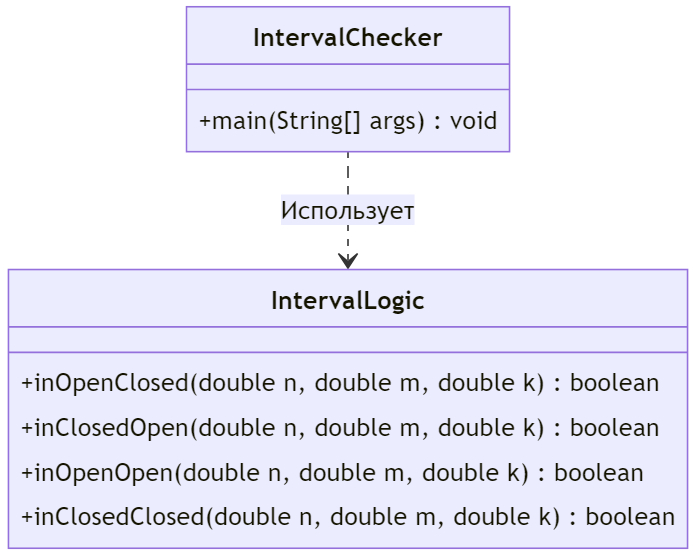 IntervalChecker
+main(String[] args) : void
Использует
IntervalLogic
+inOpenClosed(double n, double m, double k) : boolean
+inClosedOpen(double n, double m, double k) : boolean
+inOpenOpen(double n, double m, double k) : boolean
+inClosedClosed(double n, double m, double k) : boolean